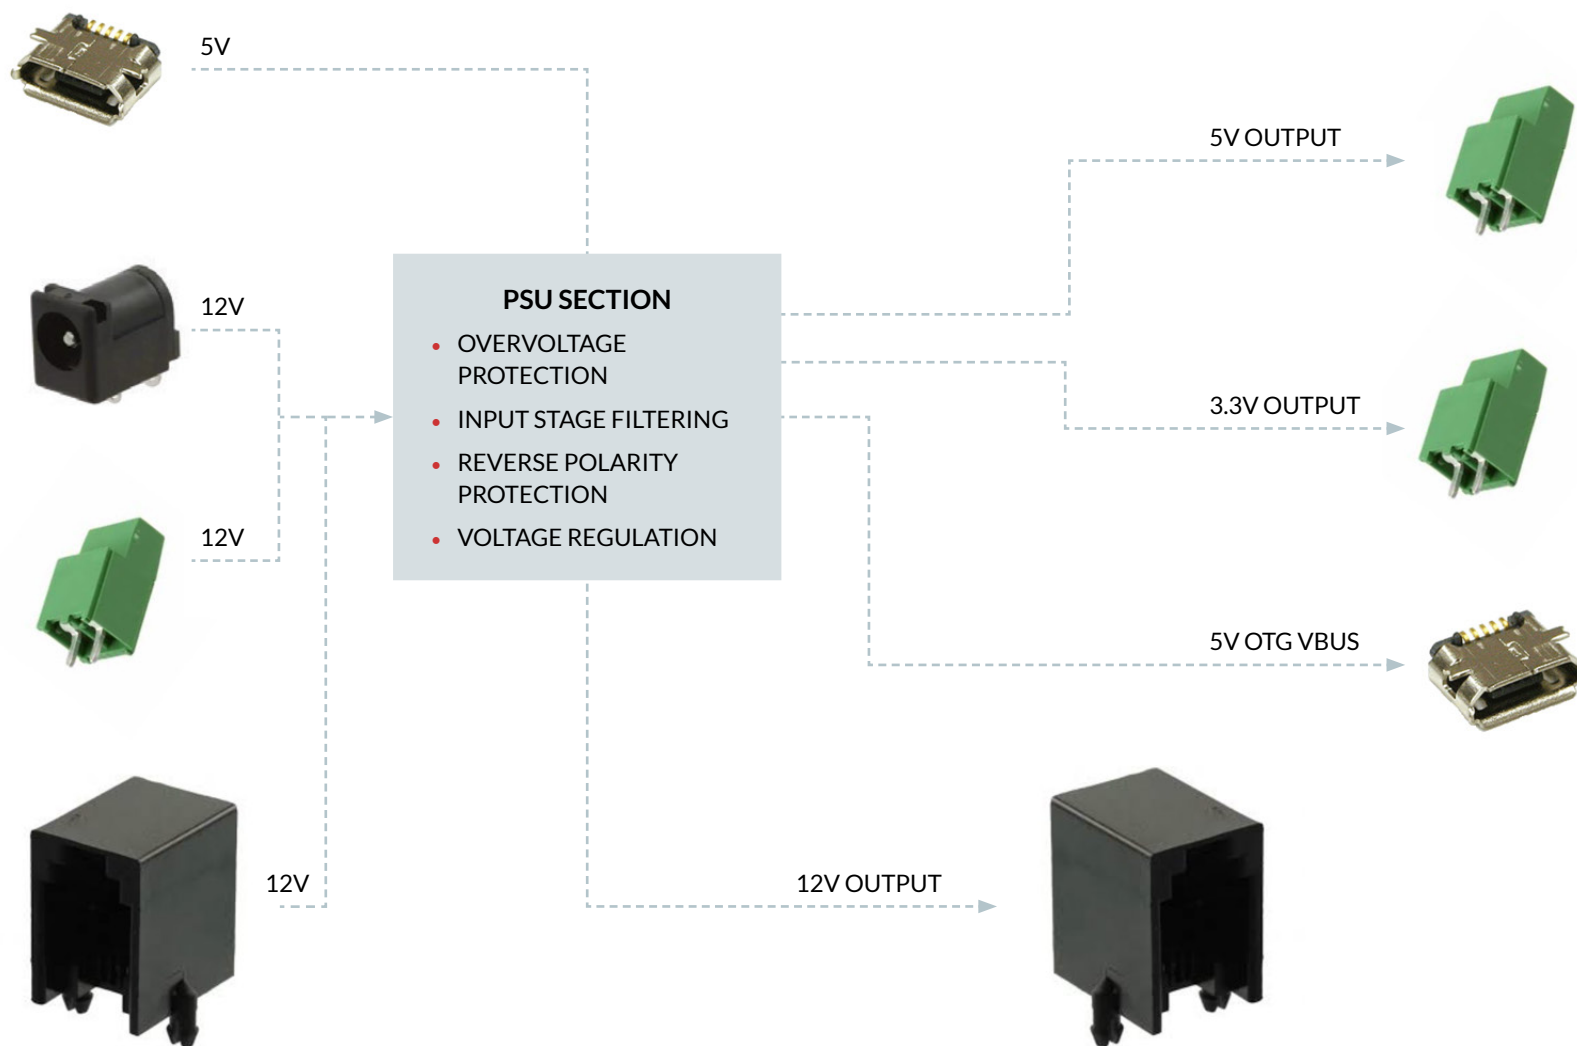 5V
5V OUTPUT
12V
PSU SECTION
• OVERVOLTAGE
PROTECTION
• INPUT STAGE FILTERING
• REVERSE POLARITY
PROTECTION
• VOLTAGE REGULATION
3.3V OUTPUT
12V
5V OTG VBUS
12V
12V OUTPUT